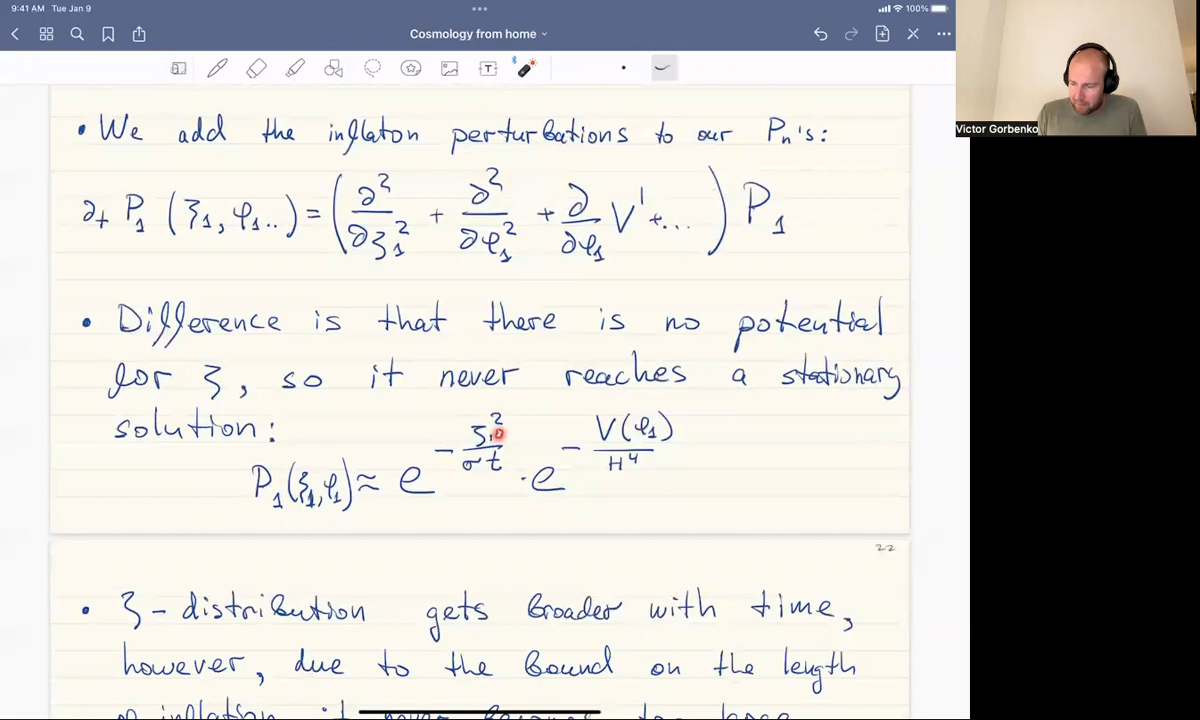 9:41 AM Tue Jan 9
100%
Cosmology from home
Victor Gorbenko
• We add the inflaton perturbations to our Pₙ's:
∂ₜ P₁ (ζ₁, φ₁..) = (∂²/∂ζ₁² + ∂²/∂φ₁² + ∂/∂φ₁ V' + ...) P₁
• Difference is that there is no potential
for ζ, so it never reaches a stationary
solution:
P₁(ζ₁,φ₁) ≈ e^(-ζ₁²/σt) · e^(-V(φ₁)/H⁴)
22
• ζ - distribution gets broader with time,
however, due to the bound on the length